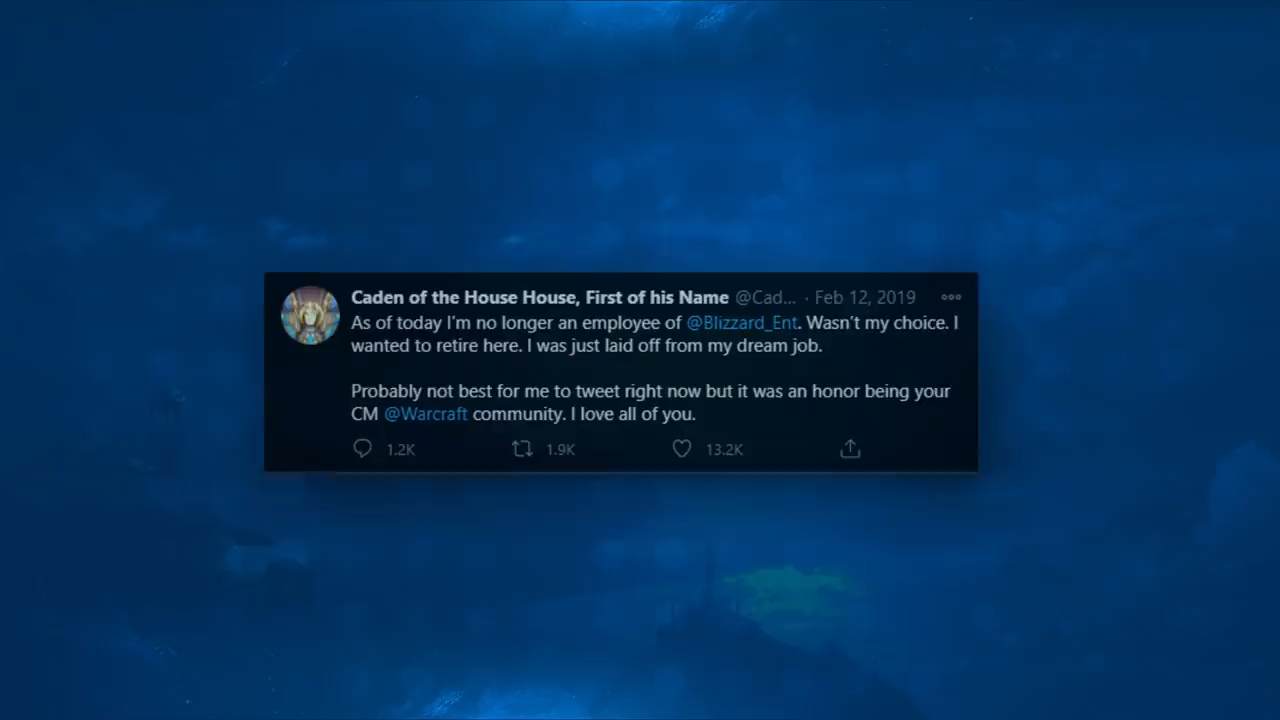 Caden of the House House, First of his Name @Cad... · Feb 12, 2019
As of today I'm no longer an employee of @Blizzard_Ent. Wasn't my choice. I
wanted to retire here. I was just laid off from my dream job.
Probably not best for me to tweet right now but it was an honor being your
CM @Warcraft community. I love all of you.
1.2K 1.9K 13.2K